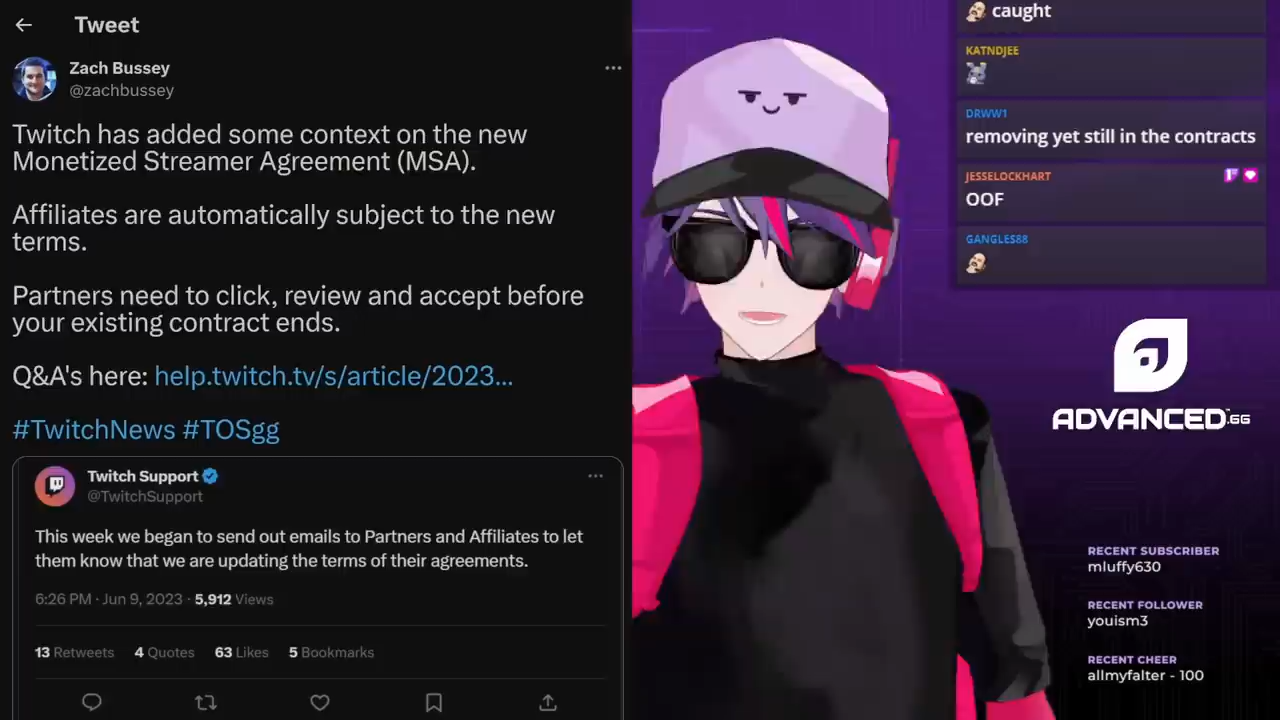 Tweet
Zach Bussey
@zachbussey
Twitch has added some context on the new
Monetized Streamer Agreement (MSA).
Affiliates are automatically subject to the new
terms.
Partners need to click, review and accept before
your existing contract ends.
Q&A's here: help.twitch.tv/s/article/2023...
#TwitchNews #TOSgg
Twitch Support
@TwitchSupport
This week we began to send out emails to Partners and Affiliates to let
them know that we are updating the terms of their agreements.
6:26 PM · Jun 9, 2023 · 5,912 Views
13 Retweets 4 Quotes 63 Likes 5 Bookmarks
caught
KATNDJEE
DRWW1
removing yet still in the contracts
JESSELOCKHART
OOF
GANGLES88
ADVANCED.GG
RECENT SUBSCRIBER
mluffy630
RECENT FOLLOWER
youism3
RECENT CHEER
allmyfalter - 100